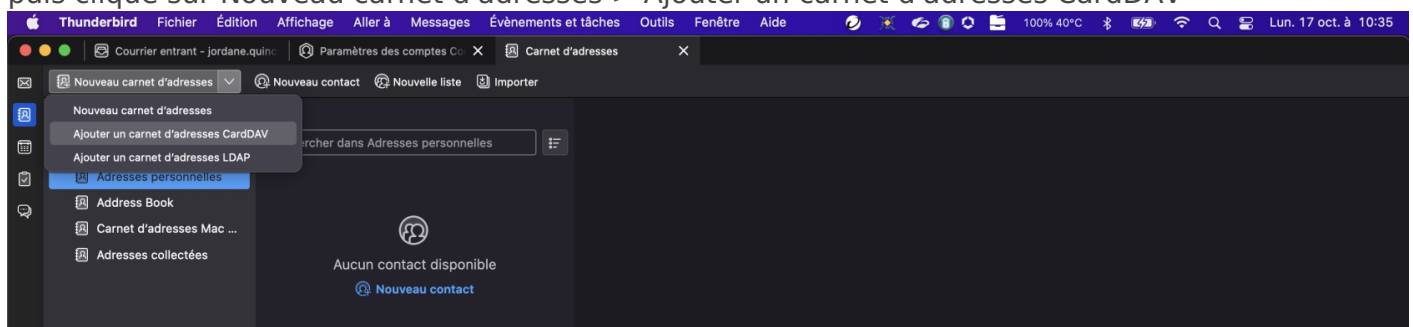 puis clique sur Nouveau carnet d'adresses > Ajouter un carnet d'adresses CardDAV
Thunderbird Fichier Édition Affichage Aller à Messages Évènements et tâches Outils Fenêtre Aide 100% 40°C Lun. 17 oct. à 10:35
Courrier entrant - jordane.quinc Paramètres des comptes Co Carnet d'adresses
Nouveau carnet d'adresses Nouveau contact Nouvelle liste Importer
Nouveau carnet d'adresses
Ajouter un carnet d'adresses CardDAV
ercher dans Adresses personnelles
Ajouter un carnet d'adresses LDAP
Adresses personnelles
Address Book
Carnet d'adresses Mac ...
Adresses collectées
Aucun contact disponible
Nouveau contact